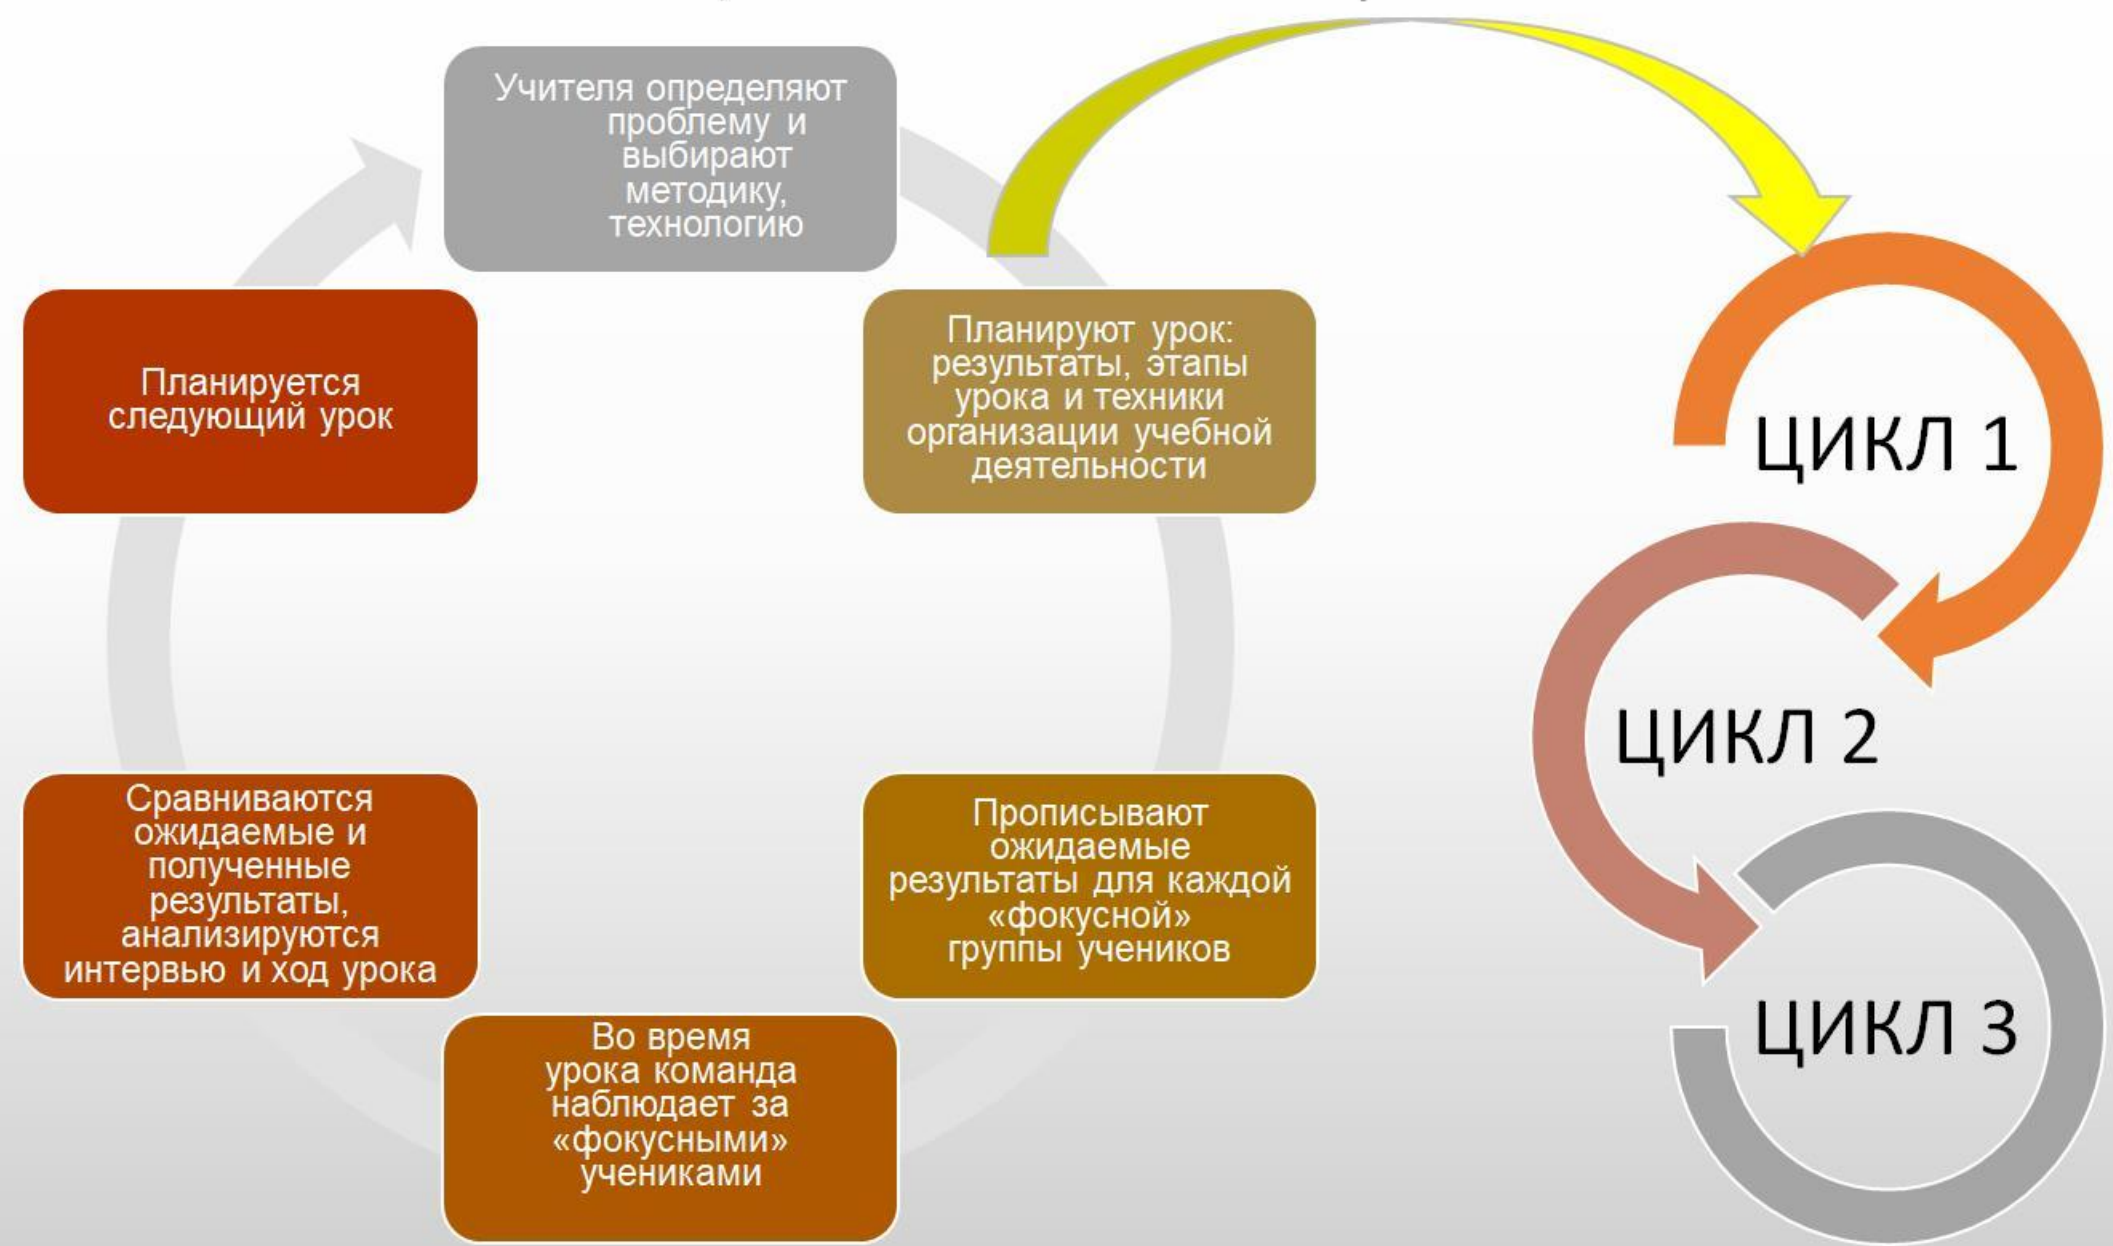 Учителя определяют
проблему и
выбирают
методику,
технологию
Планируют урок:
результаты, этапы
урока и техники
организации учебной
деятельности
Прописывают
ожидаемые
результаты для каждой
«фокусной»
группы учеников
Во время
урока команда
наблюдает за
«фокусными»
учениками
Сравниваются
ожидаемые и
полученные
результаты,
анализируются
интервью и ход урока
Планируется
следующий урок
ЦИКЛ 1
ЦИКЛ 2
ЦИКЛ 3